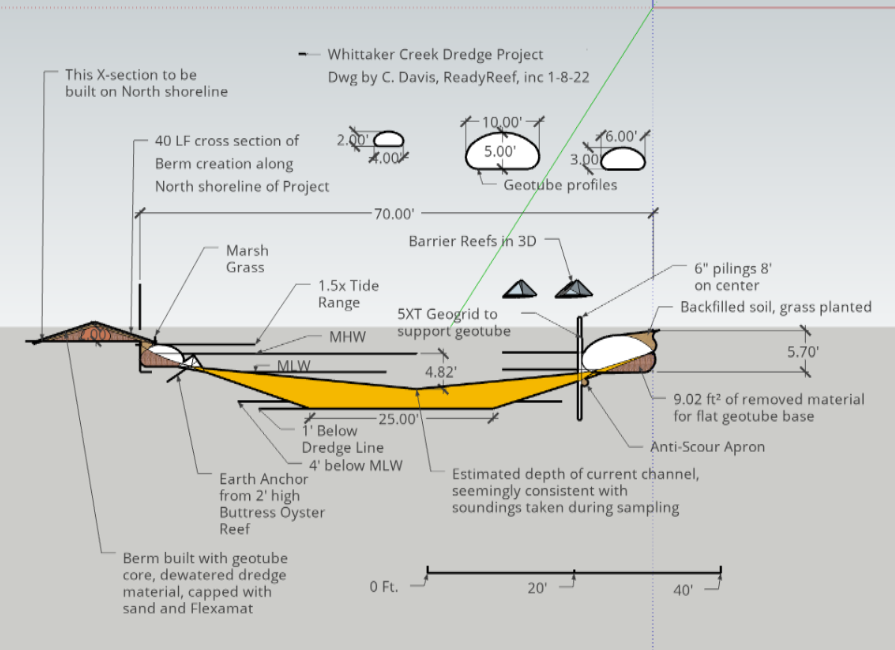 Whittaker Creek Dredge Project
Dwg by C. Davis, ReadyReef, inc 1-8-22
This X-section to be
built on North shoreline
40 LF cross section of
Berm creation along
North shoreline of Project
2.00'
4.00'
10.00'
5.00'
6.00'
3.00'
Geotube profiles
70.00'
Barrier Reefs in 3D
Marsh
Grass
1.5x Tide
Range
6" pilings 8'
on center
Backfilled soil, grass planted
5XT Geogrid to
support geotube
MHW
MLW
4.82'
5.70'
25.00'
9.02 ft² of removed material
for flat geotube base
1' Below
Dredge Line
4' below MLW
Anti-Scour Apron
Earth Anchor
from 2' high
Buttress Oyster
Reef
Estimated depth of current channel,
seemingly consistent with
soundings taken during sampling
Berm built with geotube
core, dewatered dredge
material, capped with
sand and Flexamat
0 Ft.
20'
40'